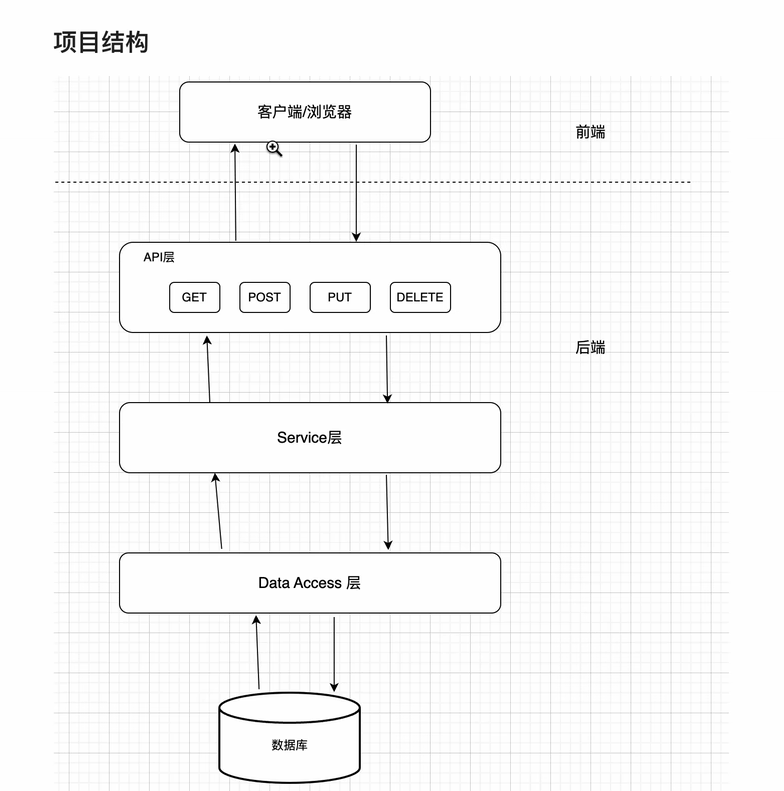 项目结构
客户端/浏览器
前端
API层
GET POST PUT DELETE
后端
Service层
Data Access 层
数据库